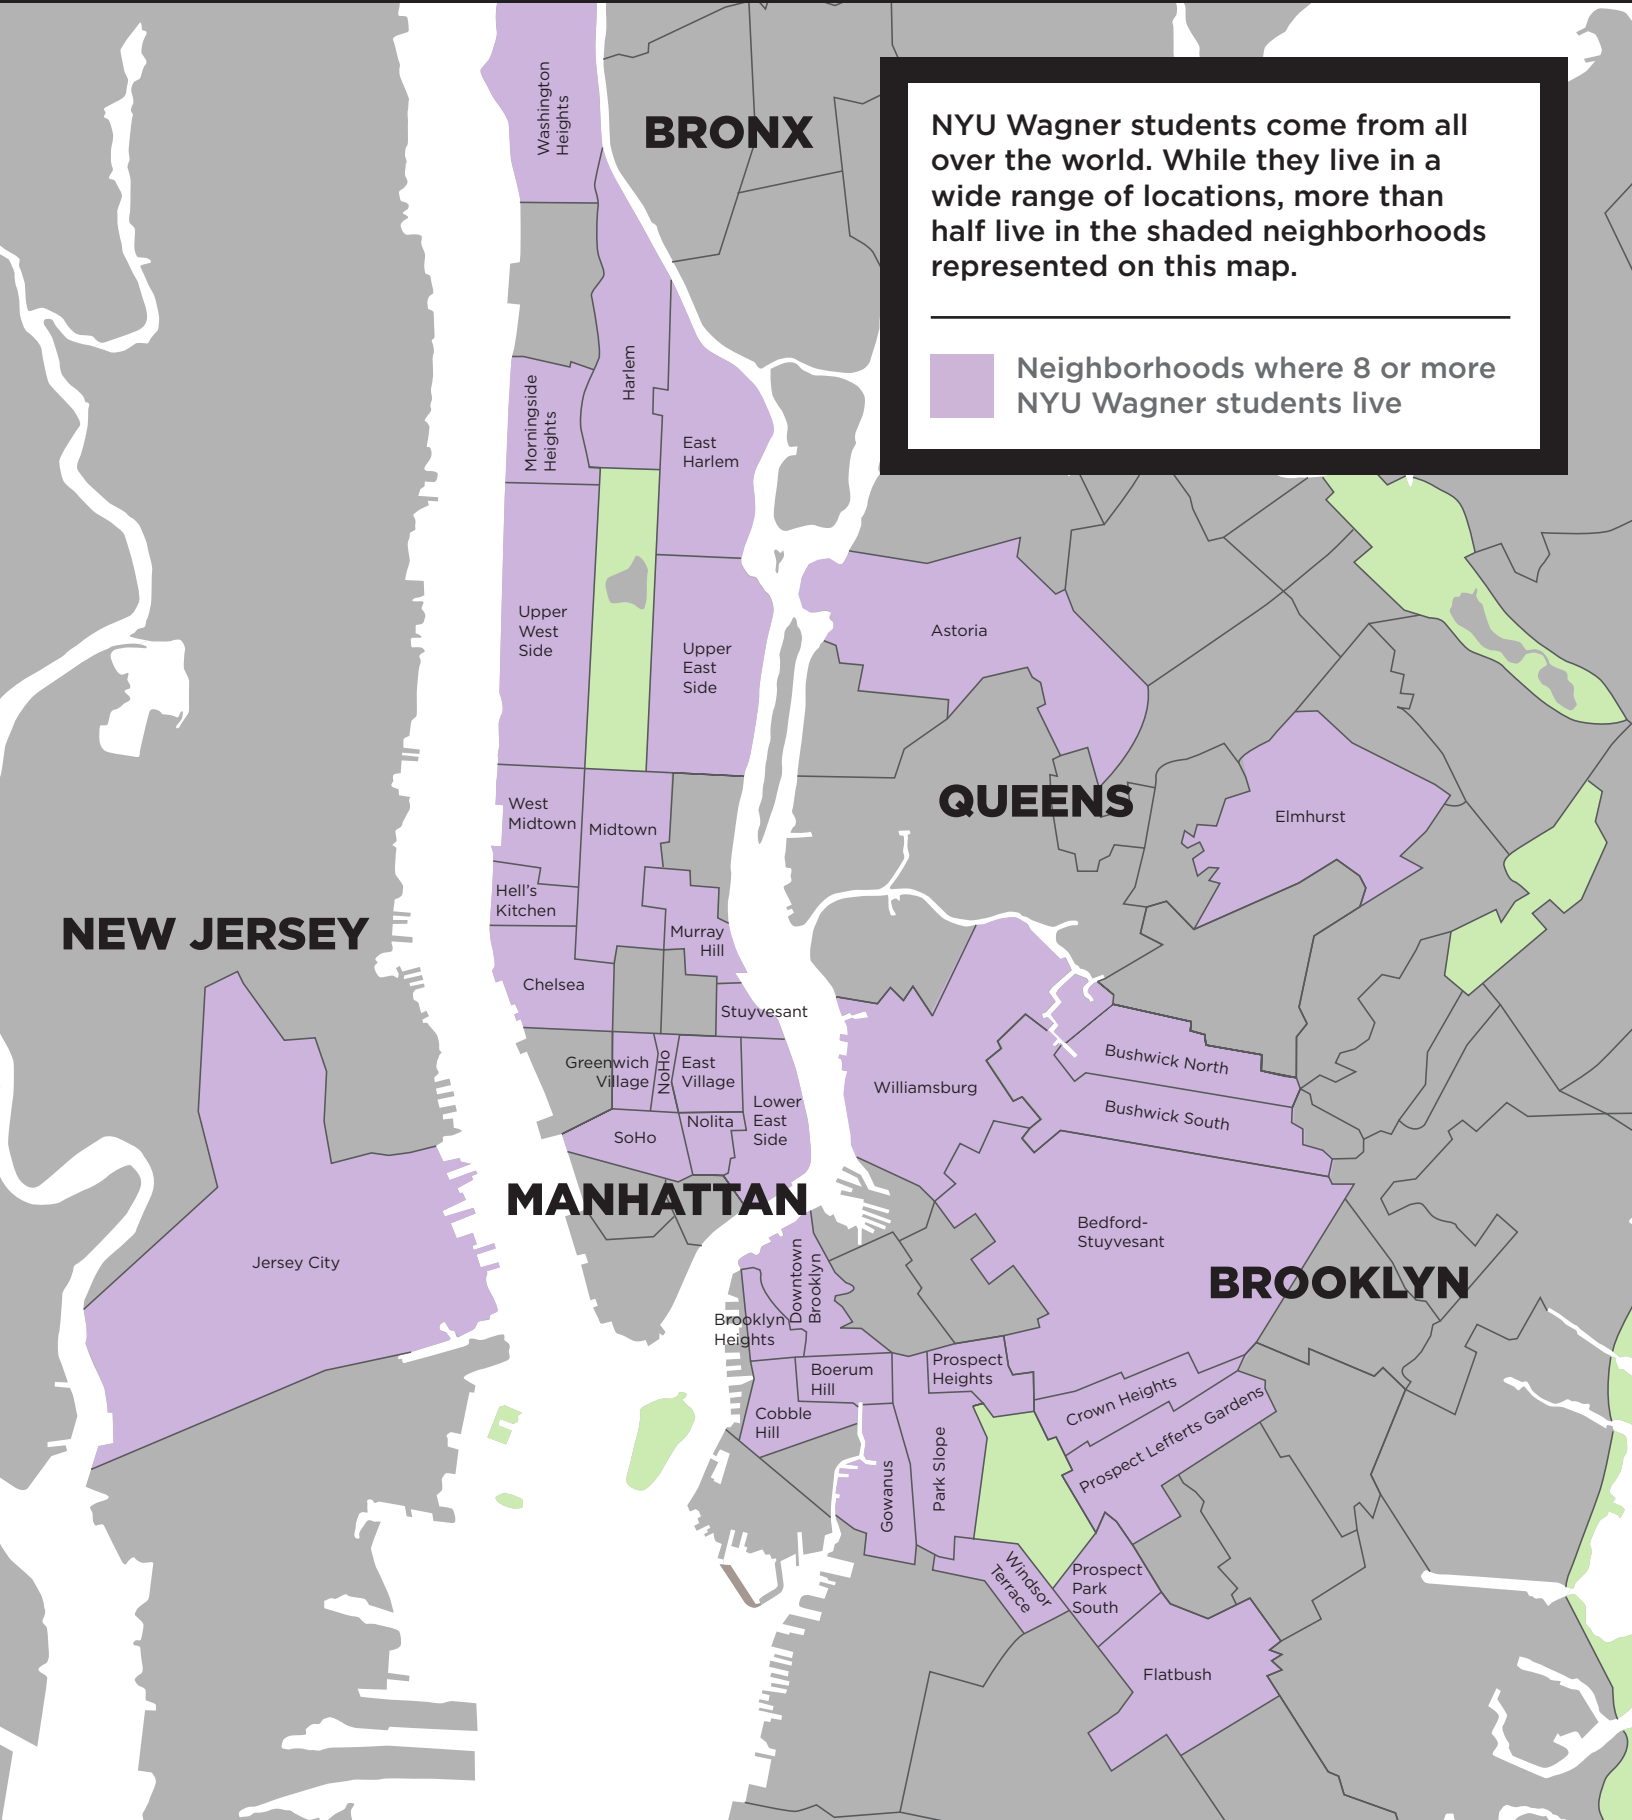 NYU Wagner students come from all
over the world. While they live in a
wide range of locations, more than
half live in the shaded neighborhoods
represented on this map.
Neighborhoods where 8 or more
NYU Wagner students live
BRONX
Washington
Heights
Harlem
Morningside
Heights
East
Harlem
Upper
West
Side
Upper
East
Side
Astoria
QUEENS
Elmhurst
West
Midtown
Midtown
Hell's
Kitchen
Murray
Hill
NEW JERSEY
Chelsea
Stuyvesant
Greenwich
Village
NoHo
East
Village
Lower
East
Side
Nolita
SoHo
MANHATTAN
Williamsburg
Bushwick North
Bushwick South
Bedford-
Stuyvesant
BROOKLYN
Jersey City
Downtown
Brooklyn
Brooklyn
Heights
Boerum
Hill
Cobble
Hill
Prospect
Heights
Crown Heights
Prospect Lefferts Gardens
Gowanus
Park Slope
Windsor
Terrace
Prospect
Park
South
Flatbush